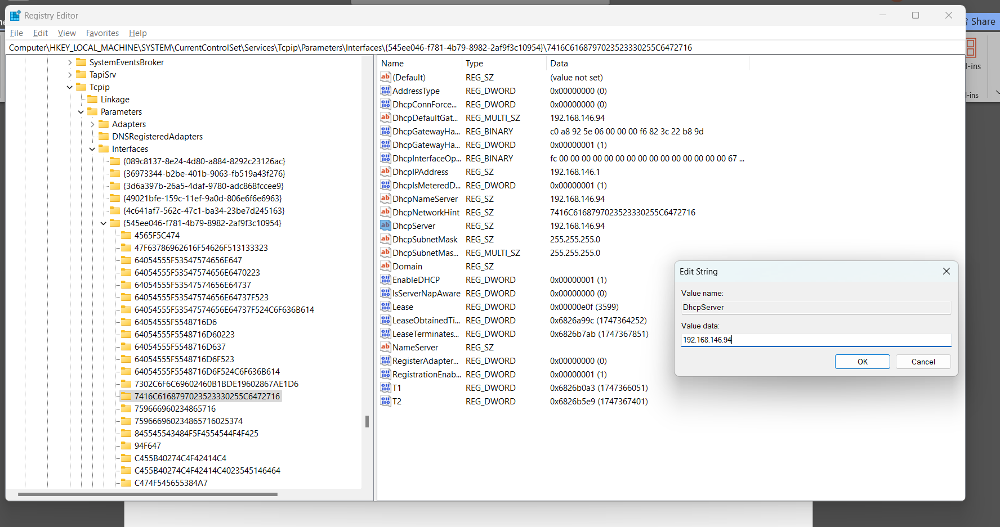 Registry Editor
Share
File Edit View Favorites Help
Computer\HKEY_LOCAL_MACHINE\SYSTEM\CurrentControlSet\Services\Tcpip\Parameters\Interfaces\{545ee046-f781-4b79-8982-2af9f3c10954}\7416C6168797023523330255C6472716
SystemEventsBroker
TapiSrv
Tcpip
Linkage
Parameters
Adapters
DNSRegisteredAdapters
Interfaces
{089c8137-8e24-4d80-a884-8292c23126ac}
{36973344-b2be-401b-9063-fb519a43f276}
{3d6a397b-26a5-4daf-9780-adc868fccee9}
{49021bfe-159c-11ef-9a0d-806e6f6e6963}
{4c641af7-562c-47c1-ba34-23be7d245163}
{545ee046-f781-4b79-8982-2af9f3c10954}
4565F5C474
47F63786962616F54626F513133323
64054555F53547574656E647
64054555F53547574656E6470223
64054555F53547574656E64737
64054555F53547574656E64737F523
64054555F53547574656E64737F524C6F636B614
64054555F5548716D6
64054555F5548716D60223
64054555F5548716D637
64054555F5548716D6F523
64054555F5548716D6F524C6F636B614
7302C6F6C69602460B1BDE19602867AE1D6
7416C6168797023523330255C6472716
759666960234865716
759666960234865716025374
845545543484F5F4554544F4F425
94F647
C455B40274C4F42414C4
C455B40274C4F42414C4023545146464
C474F545655384A7
Name Type Data
(Default) REG_SZ (value not set)
AddressType REG_DWORD 0x00000000 (0)
DhcpConnForce... REG_DWORD 0x00000000 (0)
DhcpDefaultGat... REG_MULTI_SZ 192.168.146.94
DhcpGatewayHa... REG_BINARY c0 a8 92 5e 06 00 00 00 f6 82 3c 22 b8 9d
DhcpGatewayHa... REG_DWORD 0x00000001 (1)
DhcpInterfaceOp... REG_BINARY fc 00 00 00 00 00 00 00 00 00 00 00 00 00 00 00 67 ...
DhcpIPAddress REG_SZ 192.168.146.1
DhcpIsMeteredD... REG_DWORD 0x00000001 (1)
DhcpNameServer REG_SZ 192.168.146.94
DhcpNetworkHint REG_SZ 7416C6168797023523330255C6472716
DhcpServer REG_SZ 192.168.146.94
DhcpSubnetMask REG_SZ 255.255.255.0
DhcpSubnetMas... REG_MULTI_SZ 255.255.255.0
Domain REG_SZ
EnableDHCP REG_DWORD 0x00000001 (1)
IsServerNapAware REG_DWORD 0x00000000 (0)
Lease REG_DWORD 0x00000e0f (3599)
LeaseObtainedTi... REG_DWORD 0x6826a99c (1747364252)
LeaseTerminates... REG_DWORD 0x6826b7ab (1747367851)
NameServer REG_SZ
RegisterAdapter... REG_DWORD 0x00000000 (0)
RegistrationEnab... REG_DWORD 0x00000001 (1)
T1 REG_DWORD 0x6826b0a3 (1747366051)
T2 REG_DWORD 0x6826b5e9 (1747367401)
Edit String
Value name:
DhcpServer
Value data:
192.168.146.94
OK Cancel